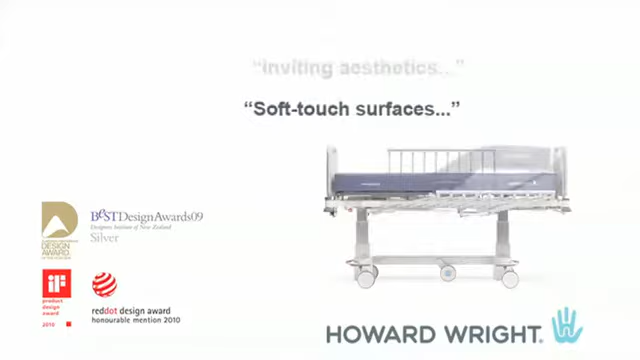 “Inviting aesthetics...”
“Soft-touch surfaces...”
BeST Design Awards09
Designers Institute of New Zealand
Silver
DESIGN
AWARD
iF
product
design
award
2010
reddot design award
honourable mention 2010
HOWARD WRIGHT.